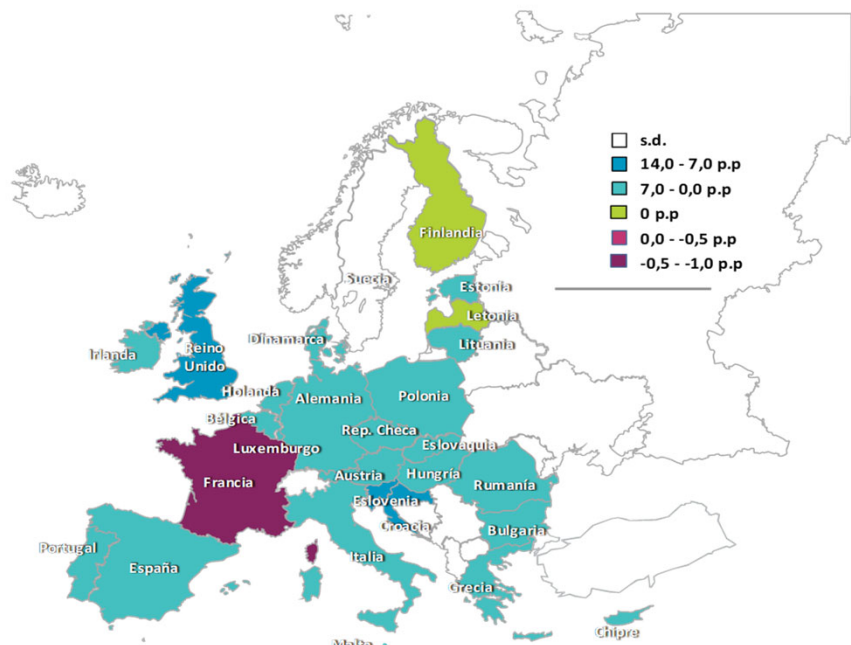 s.d.
14,0 - 7,0 p.p
7,0 - 0,0 p.p
0 p.p
0,0 - -0,5 p.p
-0,5 - -1,0 p.p
Finlandia
Suecia
Estonia
Letonia
Lituania
Dinamarca
Irlanda
Reino
Unido
Holanda
Alemania
Polonia
Bélgica
Rep. Checa
Luxemburgo
Eslovaquia
Austria
Hungría
Francia
Rumanía
Eslovenia
Croacia
Bulgaria
Portugal
España
Italia
Grecia
Chipre
Malta